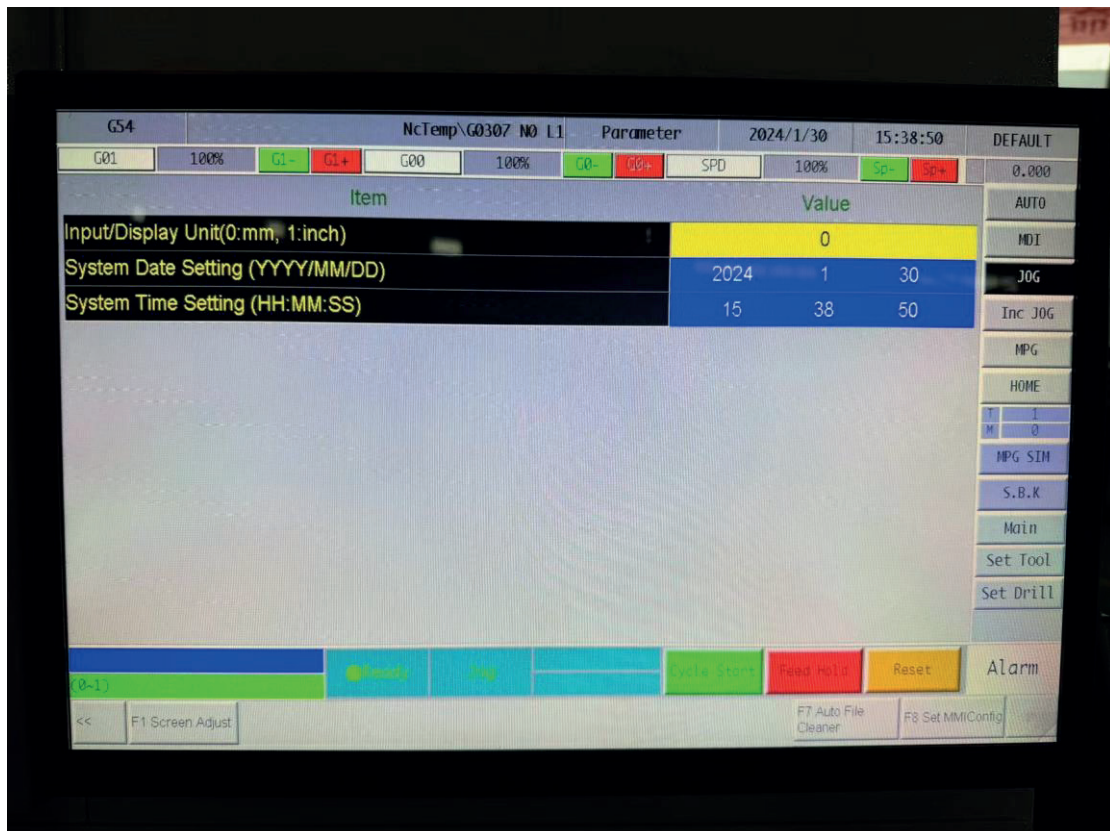 G54 NcTemp\G0307 N0 L1 Parameter 2024/1/30 15:38:50 DEFAULT
G01 100% G1- G1+ G00 100% G0- G0+ SPD 100% Sp- Sp+ 0.000
Item Value
AUTO
Input/Display Unit(0:mm, 1:inch) 0
MDI
System Date Setting (YYYY/MM/DD) 2024 1 30
JOG
System Time Setting (HH:MM:SS) 15 38 50
Inc JOG
MPG
HOME
T 1
M 0
MPG SIM
S.B.K
Main
Set Tool
Set Drill
Ready Jog Cycle Start Feed Hold Reset Alarm
(0~1)
<< F1 Screen Adjust F7 Auto File Cleaner F8 Set MMIConfig